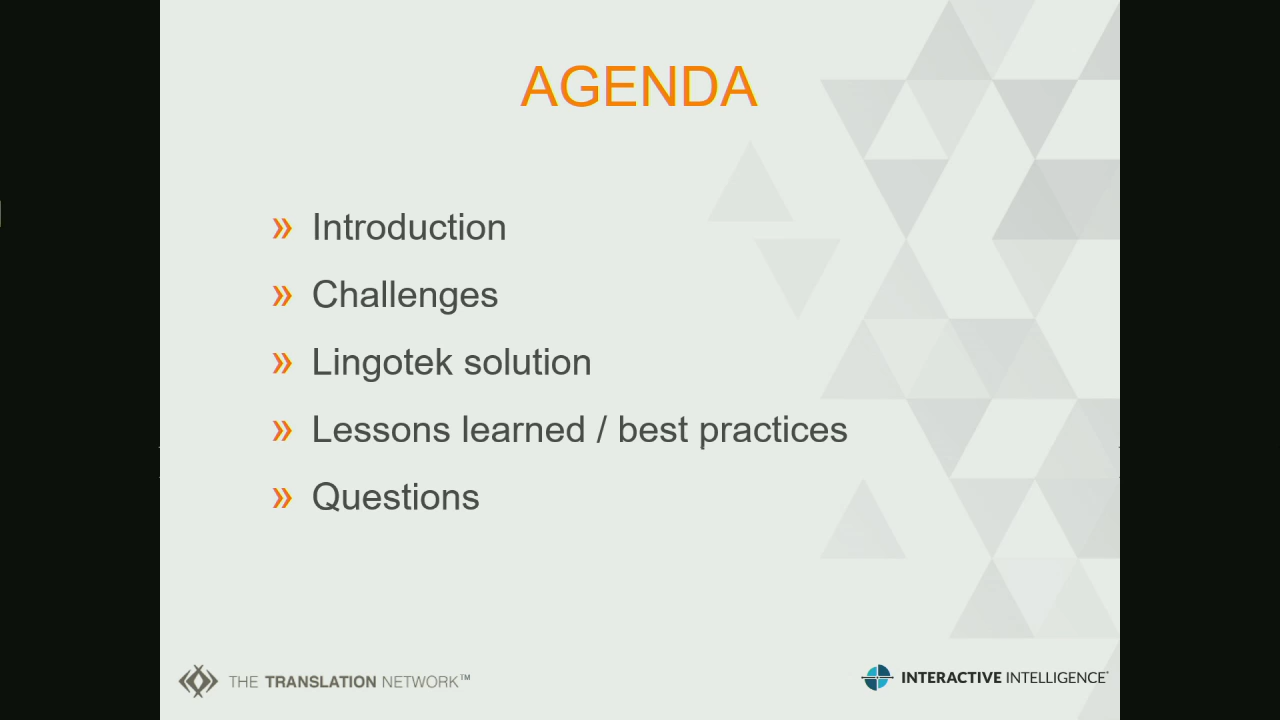 AGENDA
» Introduction
» Challenges
» Lingotek solution
» Lessons learned / best practices
» Questions
THE TRANSLATION NETWORK™
INTERACTIVE INTELLIGENCE